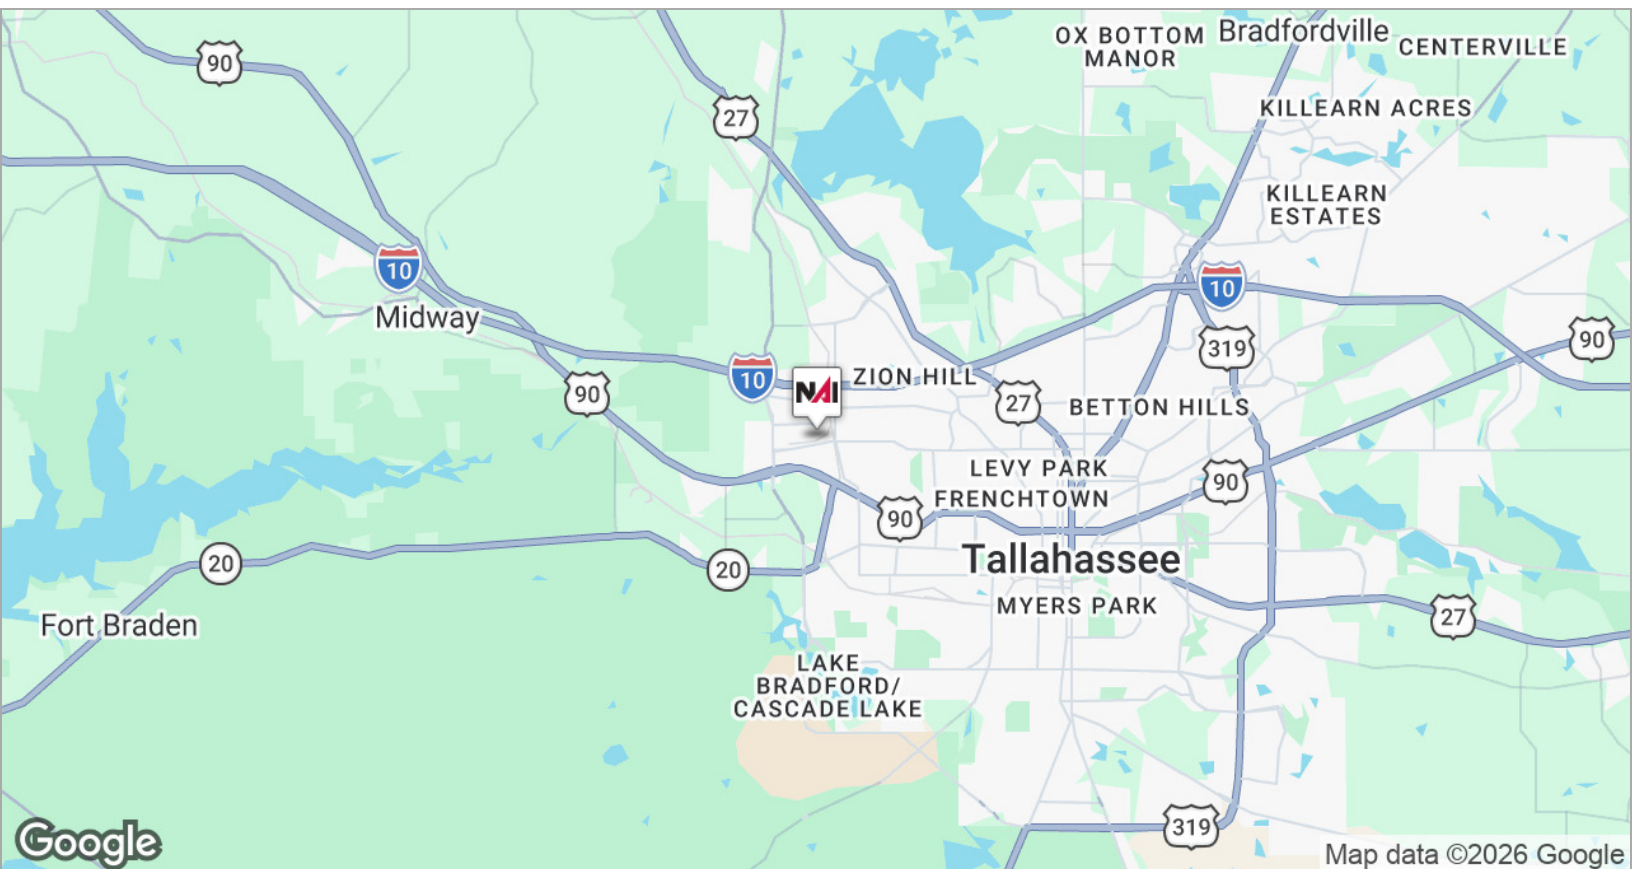 OX BOTTOM
MANOR
Bradfordville
CENTERVILLE
90
27
KILLEARN ACRES
KILLEARN
ESTATES
10
Midway
10
319
90
10
90
NAI
ZION HILL
27
BETTON HILLS
LEVY PARK
FRENCHTOWN
90
90
Tallahassee
20
20
MYERS PARK
27
Fort Braden
LAKE
BRADFORD/
CASCADE LAKE
319
Google
Map data ©2026 Google